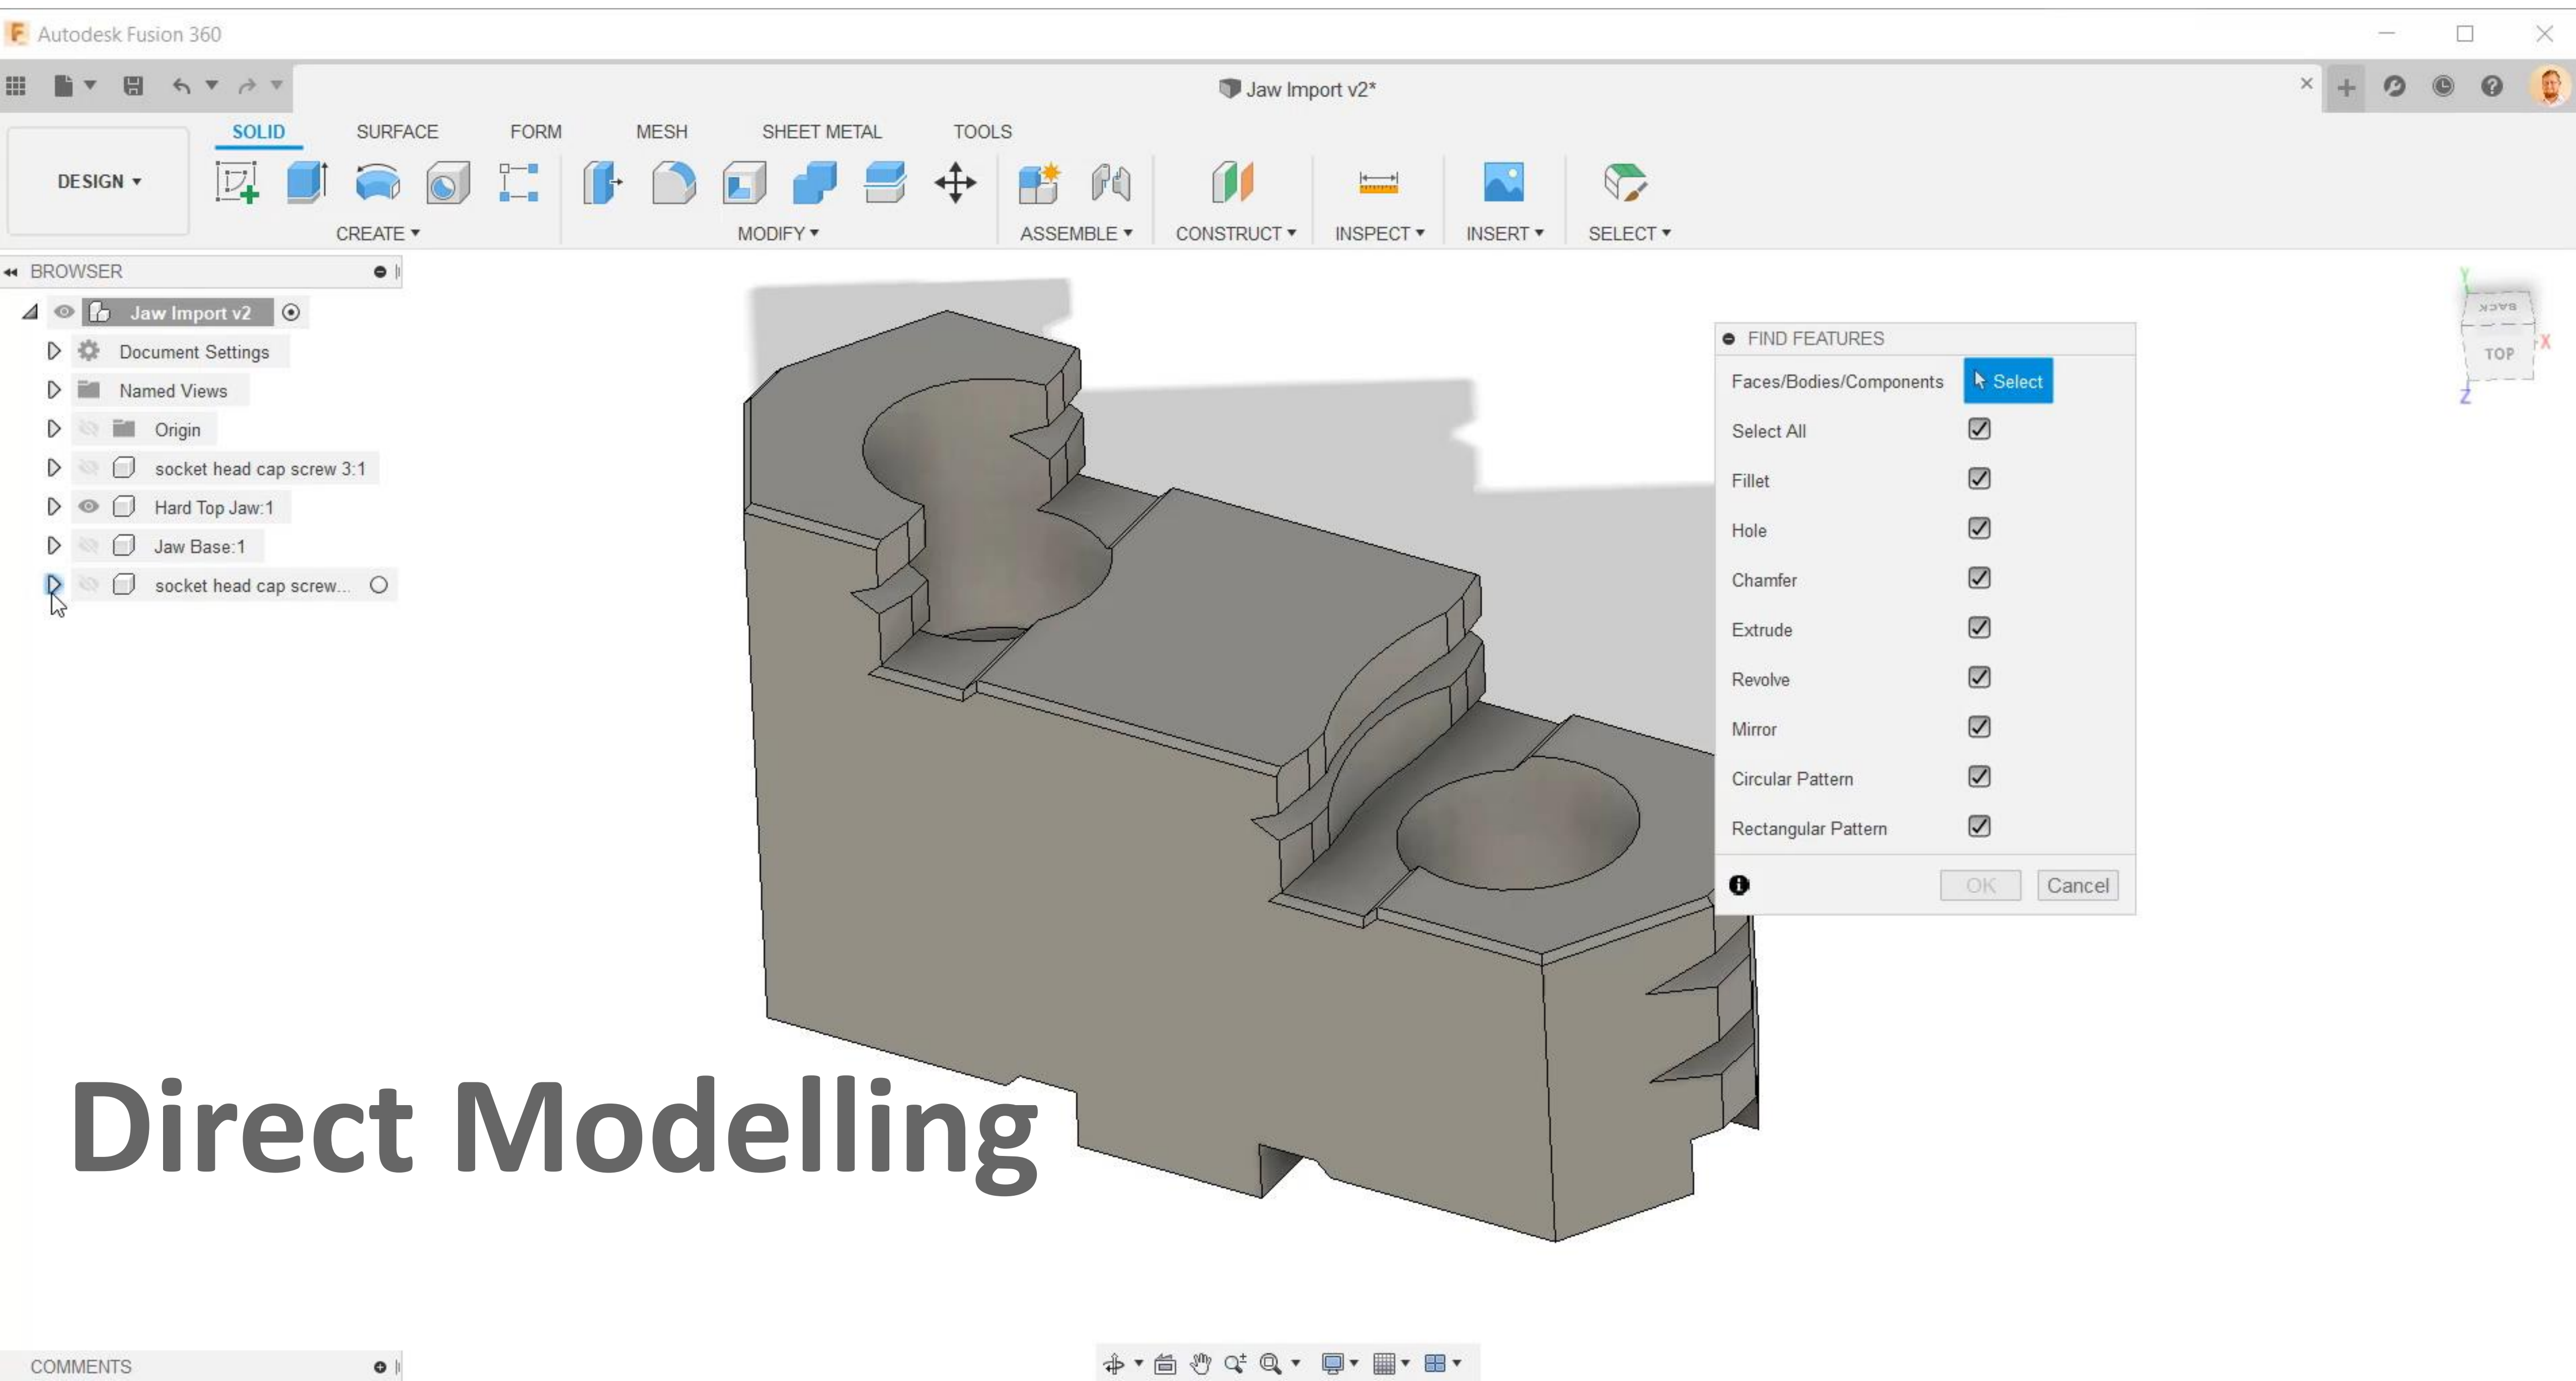 Autodesk Fusion 360
Jaw Import v2*
SOLID SURFACE FORM MESH SHEET METAL TOOLS
DESIGN
CREATE MODIFY ASSEMBLE CONSTRUCT INSPECT INSERT SELECT
BROWSER
Jaw Import v2
Document Settings
Named Views
Origin
socket head cap screw 3:1
Hard Top Jaw:1
Jaw Base:1
socket head cap screw...
FIND FEATURES
Faces/Bodies/Components Select
Select All
Fillet
Hole
Chamfer
Extrude
Revolve
Mirror
Circular Pattern
Rectangular Pattern
OK Cancel
Y
BACK
TOP
X
Z
Direct Modelling
COMMENTS